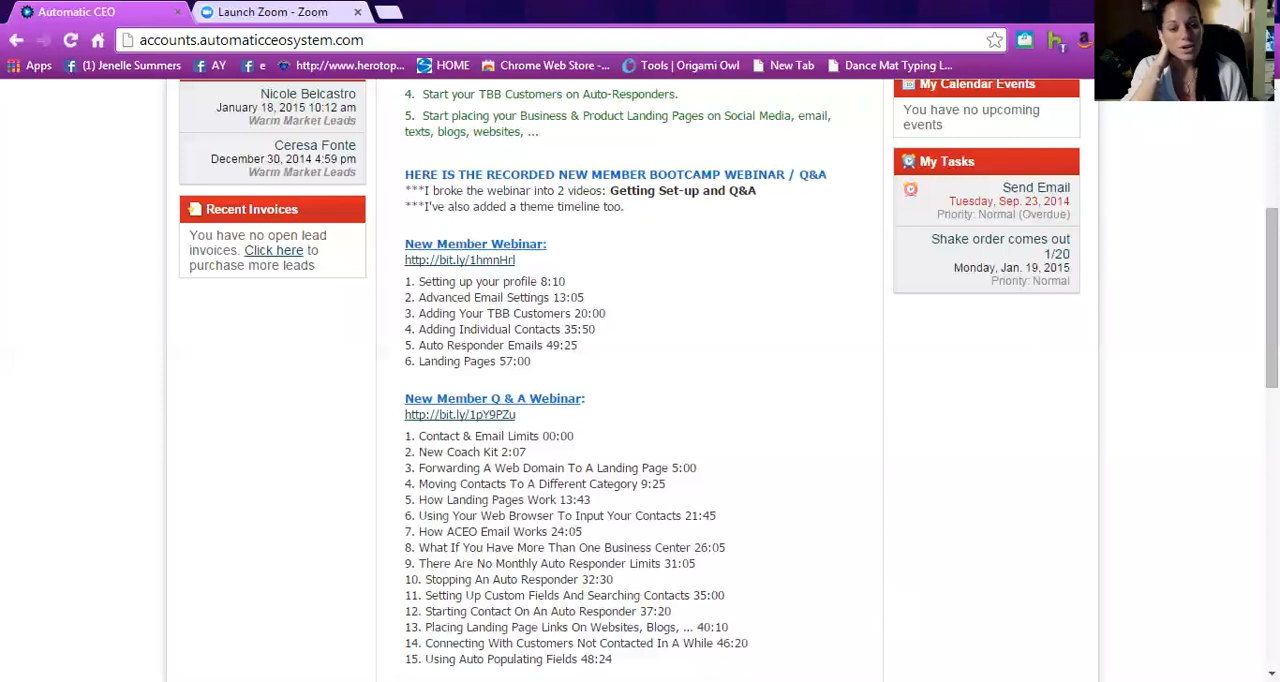 Automatic CEO
Launch Zoom - Zoom
accounts.automaticceosystem.com
Apps
(1) Jenelle Summers
AY
e
http://www.herotop...
HOME
Chrome Web Store -...
Tools | Origami Owl
New Tab
Dance Mat Typing L...
Nicole Belcastro
January 18, 2015 10:12 am
Warm Market Leads
Ceresa Fonte
December 30, 2014 4:59 pm
Warm Market Leads
Recent Invoices
You have no open lead
invoices. Click here to
purchase more leads
4. Start your TBB Customers on Auto-Responders.
5. Start placing your Business & Product Landing Pages on Social Media, email,
texts, blogs, websites, ...
HERE IS THE RECORDED NEW MEMBER BOOTCAMP WEBINAR / Q&A
***I broke the webinar into 2 videos: Getting Set-up and Q&A
***I've also added a theme timeline too.
New Member Webinar:
http://bit.ly/1hmnHrl
1. Setting up your profile 8:10
2. Advanced Email Settings 13:05
3. Adding Your TBB Customers 20:00
4. Adding Individual Contacts 35:50
5. Auto Responder Emails 49:25
6. Landing Pages 57:00
New Member Q & A Webinar:
http://bit.ly/1pY9PZu
1. Contact & Email Limits 00:00
2. New Coach Kit 2:07
3. Forwarding A Web Domain To A Landing Page 5:00
4. Moving Contacts To A Different Category 9:25
5. How Landing Pages Work 13:43
6. Using Your Web Browser To Input Your Contacts 21:45
7. How ACEO Email Works 24:05
8. What If You Have More Than One Business Center 26:05
9. There Are No Monthly Auto Responder Limits 31:05
10. Stopping An Auto Responder 32:30
11. Setting Up Custom Fields And Searching Contacts 35:00
12. Starting Contact On An Auto Responder 37:20
13. Placing Landing Page Links On Websites, Blogs, ... 40:10
14. Connecting With Customers Not Contacted In A While 46:20
15. Using Auto Populating Fields 48:24
My Calendar Events
You have no upcoming
events
My Tasks
Send Email
Tuesday, Sep. 23, 2014
Priority: Normal (Overdue)
Shake order comes out
1/20
Monday, Jan. 19, 2015
Priority: Normal